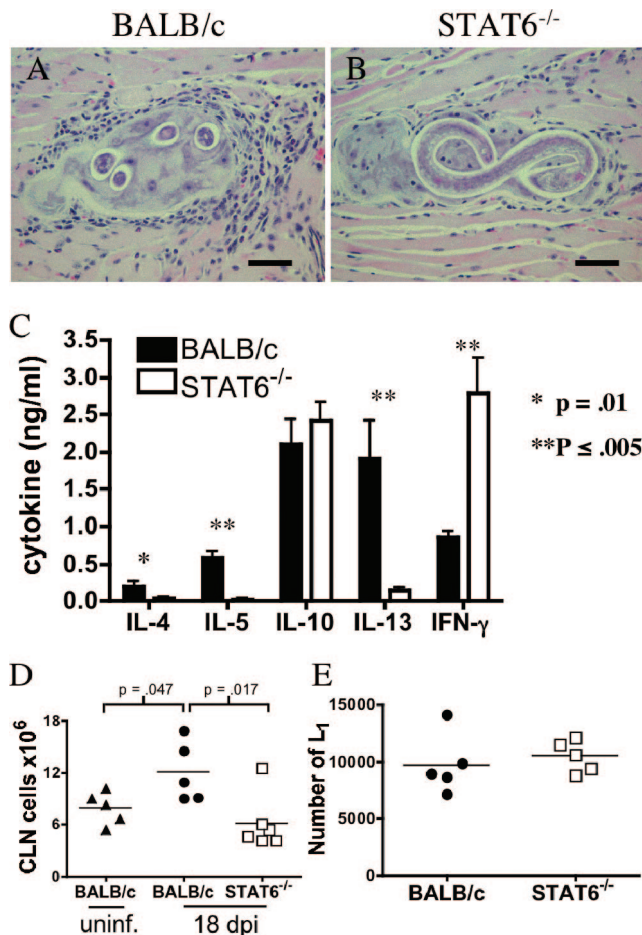 BALB/c STAT6-/-
A B
C
BALB/c
STAT6-/-
cytokine (ng/ml)
3.5
3.0
2.5
2.0
1.5
1.0
0.5
0.0
* ** ** **
IL-4 IL-5 IL-10 IL-13 IFN-γ
* p = .01
**P ≤ .005
D
p = .047 p = .017
CLN cells x10⁶
18
12
6
0
BALB/c BALB/c STAT6-/-
uninf. 18 dpi
E
Number of L₁
15000
10000
5000
0
BALB/c STAT6-/-